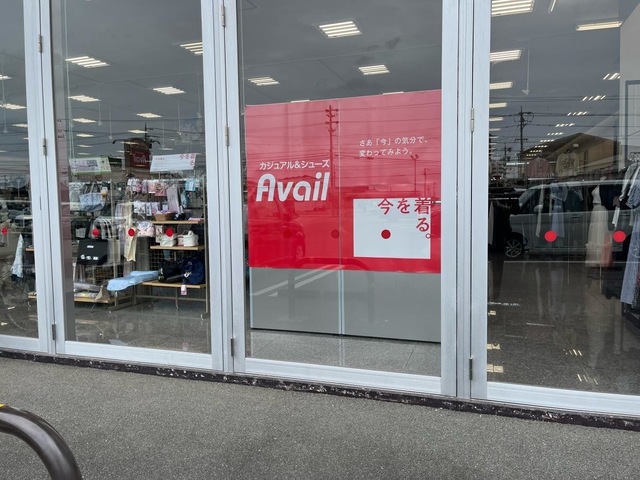 さあ「今」の気分で、
変わってみよう。
カジュアル&シューズ
Avail
今を
着る。